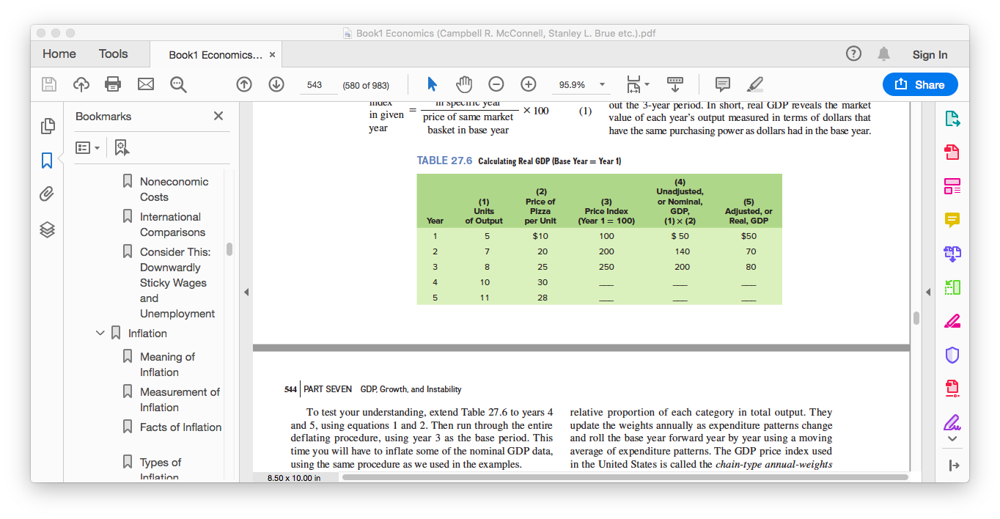 Book1 Economics (Campbell R. McConnell, Stanley L. Brue etc.).pdf
Home Tools Book1 Economics... × Sign In
543 (580 of 983) 95.9% Share
Bookmarks
Noneconomic
Costs
International
Comparisons
Consider This:
Downwardly
Sticky Wages
and
Unemployment
Inflation
Meaning of
Inflation
Measurement of
Inflation
Facts of Inflation
Types of
Inflation
index
in given
year
=
in specific year
price of same market
basket in base year
× 100 (1)
out the 3-year period. In short, real GDP reveals the market
value of each year's output measured in terms of dollars that
have the same purchasing power as dollars had in the base year.
TABLE 27.6 Calculating Real GDP (Base Year = Year 1)
Year
(1)
Units
of Output
(2)
Price of
Pizza
per Unit
(3)
Price Index
(Year 1 = 100)
(4)
Unadjusted,
or Nominal,
GDP,
(1) × (2)
(5)
Adjusted, or
Real, GDP
1 5 $10 100 $ 50 $50
2 7 20 200 140 70
3 8 25 250 200 80
4 10 30 ___ ___ ___
5 11 28 ___ ___ ___
544 PART SEVEN GDP, Growth, and Instability
To test your understanding, extend Table 27.6 to years 4
and 5, using equations 1 and 2. Then run through the entire
deflating procedure, using year 3 as the base period. This
time you will have to inflate some of the nominal GDP data,
using the same procedure as we used in the examples.
relative proportion of each category in total output. They
update the weights annually as expenditure patterns change
and roll the base year forward year by year using a moving
average of expenditure patterns. The GDP price index used
in the United States is called the chain-type annual-weights
8.50 x 10.00 in